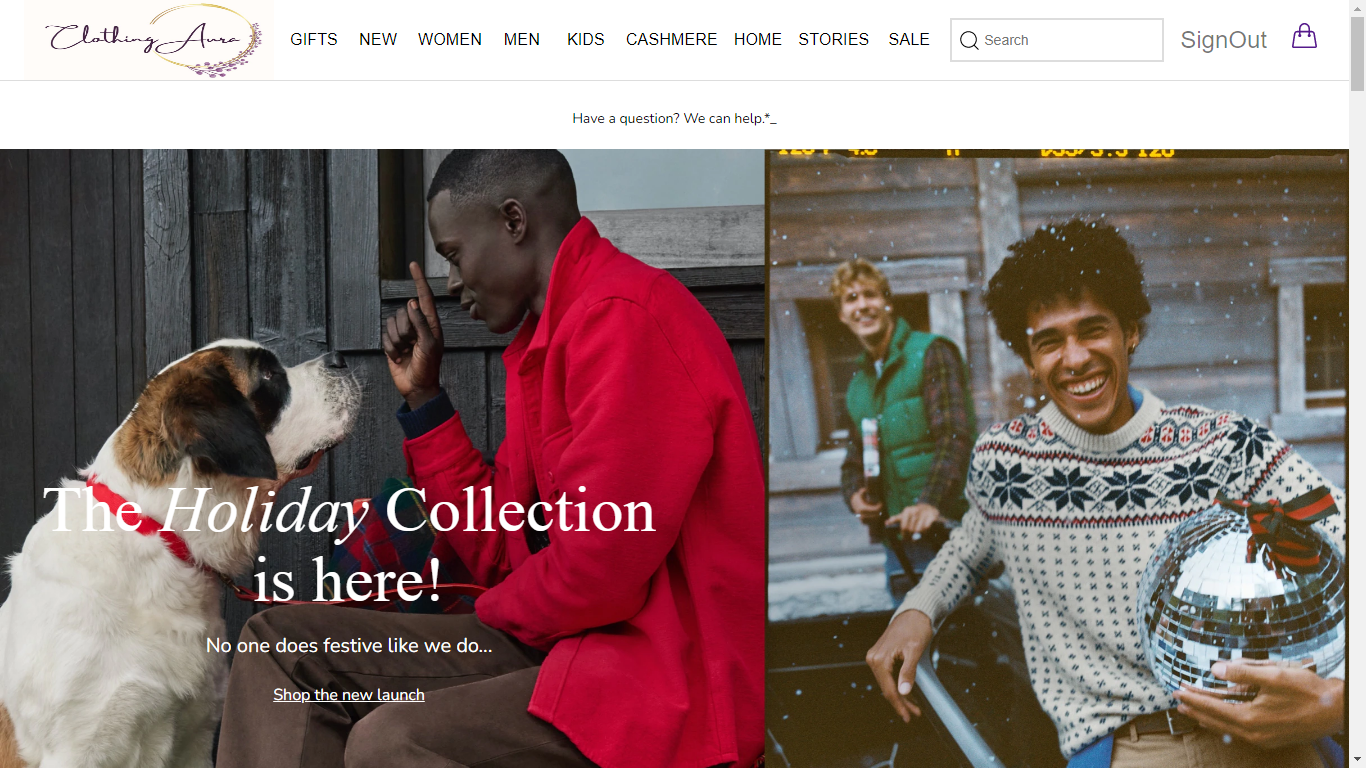 Clothing Aura
GIFTS NEW WOMEN MEN KIDS CASHMERE HOME STORIES SALE Search SignOut
Have a question? We can help.*_
The Holiday Collection
is here!
No one does festive like we do...
Shop the new launch